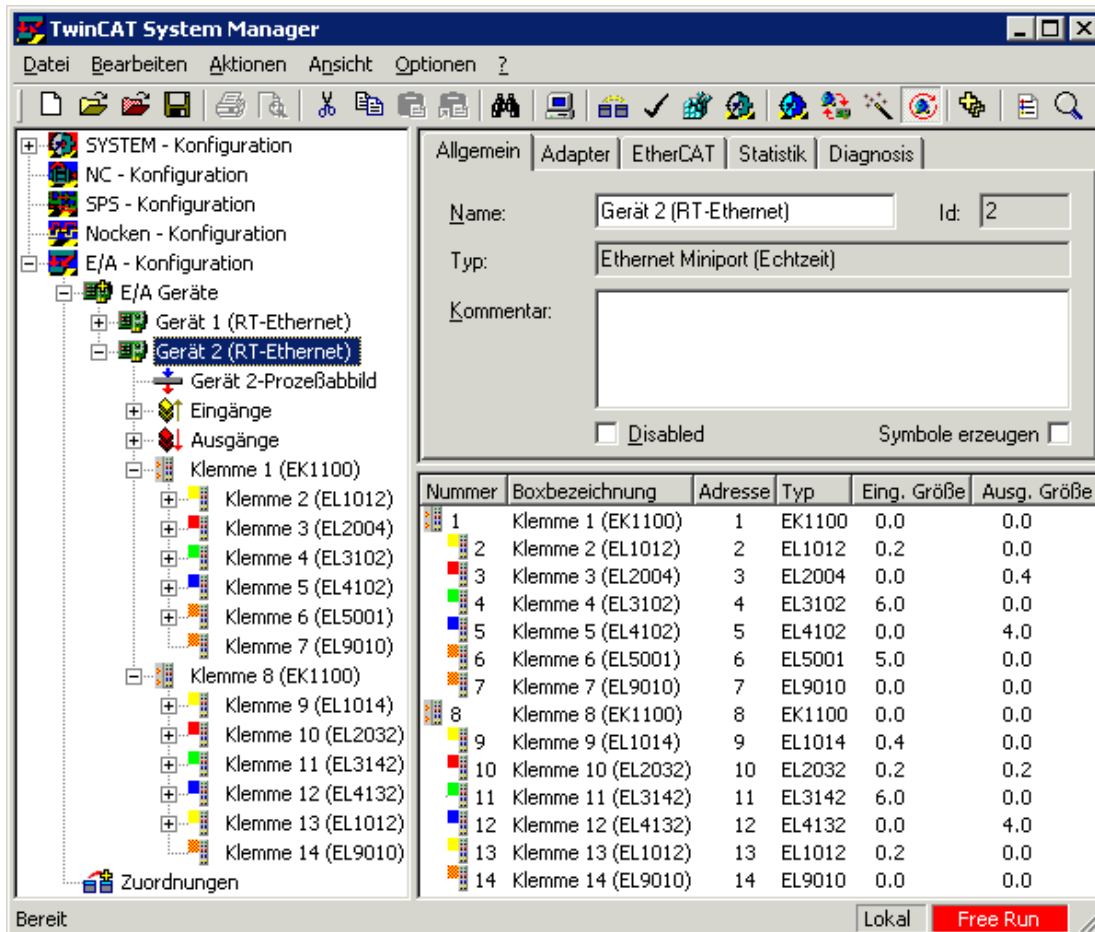 TwinCAT System Manager
Datei Bearbeiten Aktionen Ansicht Optionen ?
SYSTEM - Konfiguration
NC - Konfiguration
SPS - Konfiguration
Nocken - Konfiguration
E/A - Konfiguration
E/A Geräte
Gerät 1 (RT-Ethernet)
Gerät 2 (RT-Ethernet)
Gerät 2-Prozeßabbild
Eingänge
Ausgänge
Klemme 1 (EK1100)
Klemme 2 (EL1012)
Klemme 3 (EL2004)
Klemme 4 (EL3102)
Klemme 5 (EL4102)
Klemme 6 (EL5001)
Klemme 7 (EL9010)
Klemme 8 (EK1100)
Klemme 9 (EL1014)
Klemme 10 (EL2032)
Klemme 11 (EL3142)
Klemme 12 (EL4132)
Klemme 13 (EL1012)
Klemme 14 (EL9010)
Zuordnungen
Allgemein Adapter EtherCAT Statistik Diagnosis
Name: Gerät 2 (RT-Ethernet) Id: 2
Typ: Ethernet Miniport (Echtzeit)
Kommentar:
Disabled Symbole erzeugen
Nummer Boxbezeichnung Adresse Typ Eing. Größe Ausg. Größe
1 Klemme 1 (EK1100) 1 EK1100 0.0 0.0
2 Klemme 2 (EL1012) 2 EL1012 0.2 0.0
3 Klemme 3 (EL2004) 3 EL2004 0.0 0.4
4 Klemme 4 (EL3102) 4 EL3102 6.0 0.0
5 Klemme 5 (EL4102) 5 EL4102 0.0 4.0
6 Klemme 6 (EL5001) 6 EL5001 5.0 0.0
7 Klemme 7 (EL9010) 7 EL9010 0.0 0.0
8 Klemme 8 (EK1100) 8 EK1100 0.0 0.0
9 Klemme 9 (EL1014) 9 EL1014 0.4 0.0
10 Klemme 10 (EL2032) 10 EL2032 0.2 0.2
11 Klemme 11 (EL3142) 11 EL3142 6.0 0.0
12 Klemme 12 (EL4132) 12 EL4132 0.0 4.0
13 Klemme 13 (EL1012) 13 EL1012 0.2 0.0
14 Klemme 14 (EL9010) 14 EL9010 0.0 0.0
Bereit Lokal Free Run